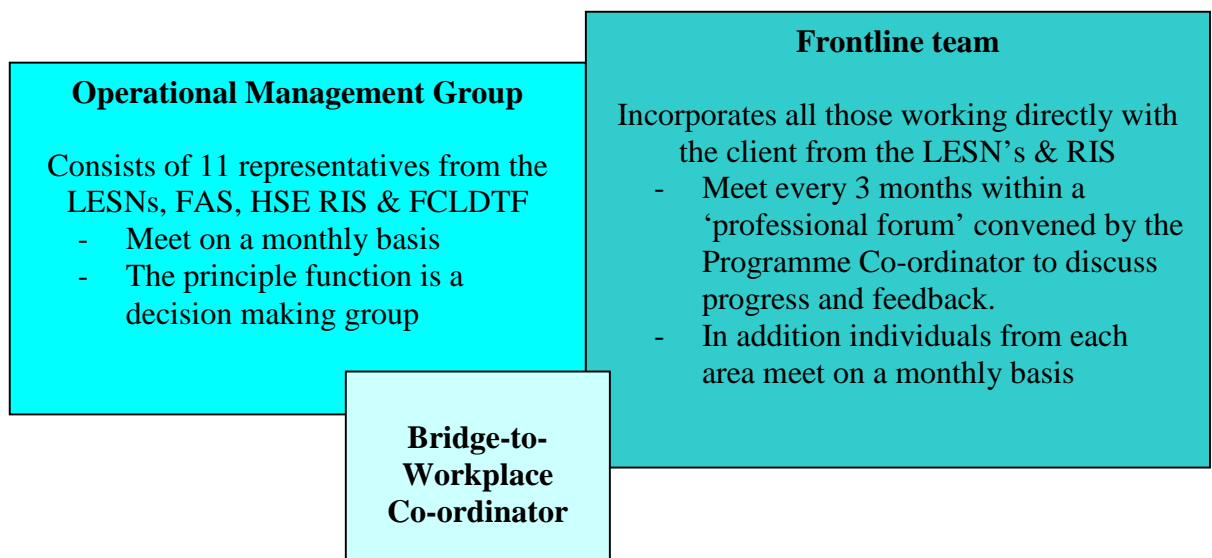 Operational Management Group
Consists of 11 representatives from the
LESNs, FAS, HSE RIS & FCLDTF
- Meet on a monthly basis
- The principle function is a
decision making group
Frontline team
Incorporates all those working directly with
the client from the LESN’s & RIS
- Meet every 3 months within a
‘professional forum’ convened by the
Programme Co-ordinator to discuss
progress and feedback.
- In addition individuals from each
area meet on a monthly basis
Bridge-to-
Workplace
Co-ordinator